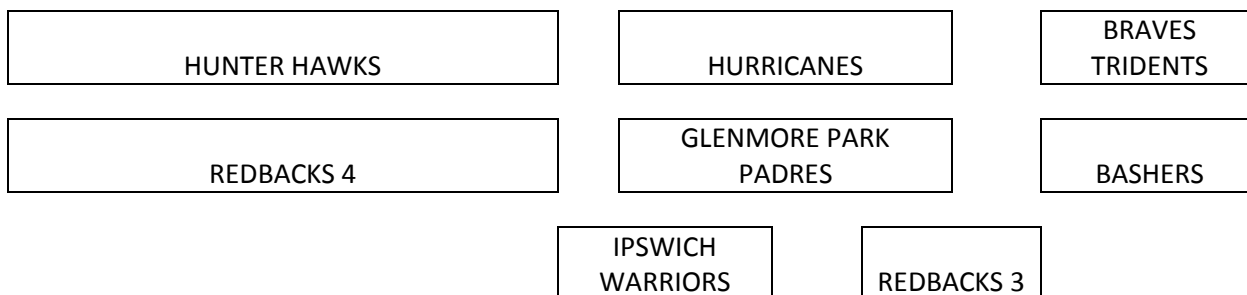 HUNTER HAWKS
HURRICANES
BRAVES
TRIDENTS
REDBACKS 4
GLENMORE PARK
PADRES
BASHERS
IPSWICH
WARRIORS
REDBACKS 3